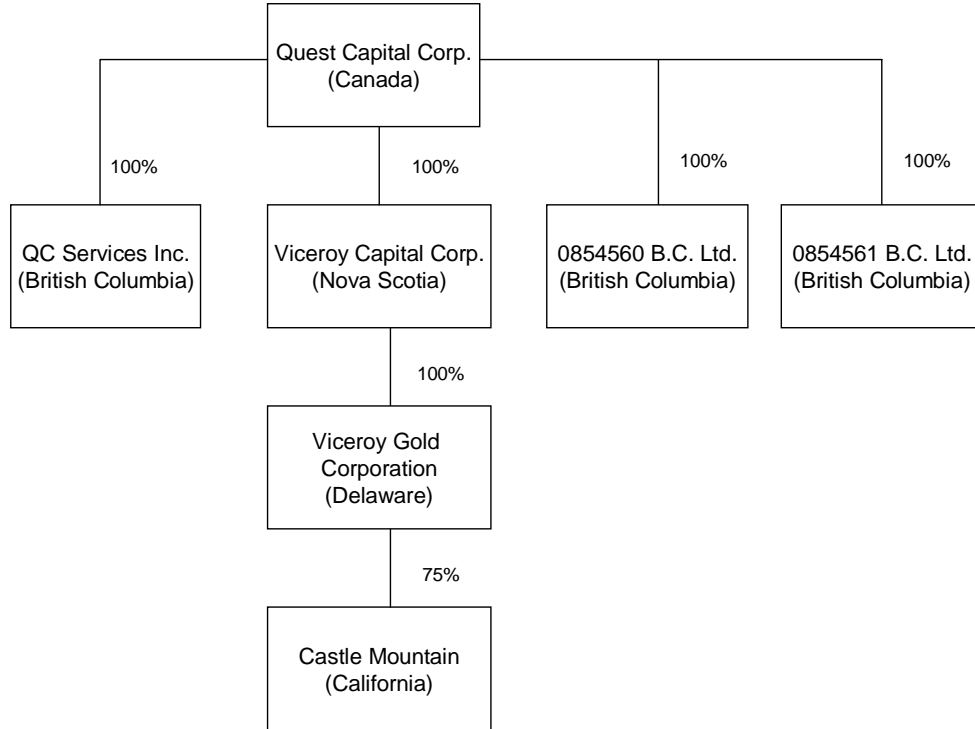 Quest Capital Corp.
(Canada)
100%
100%
100%
100%
QC Services Inc.
(British Columbia)
Viceroy Capital Corp.
(Nova Scotia)
0854560 B.C. Ltd.
(British Columbia)
0854561 B.C. Ltd.
(British Columbia)
100%
Viceroy Gold
Corporation
(Delaware)
75%
Castle Mountain
(California)